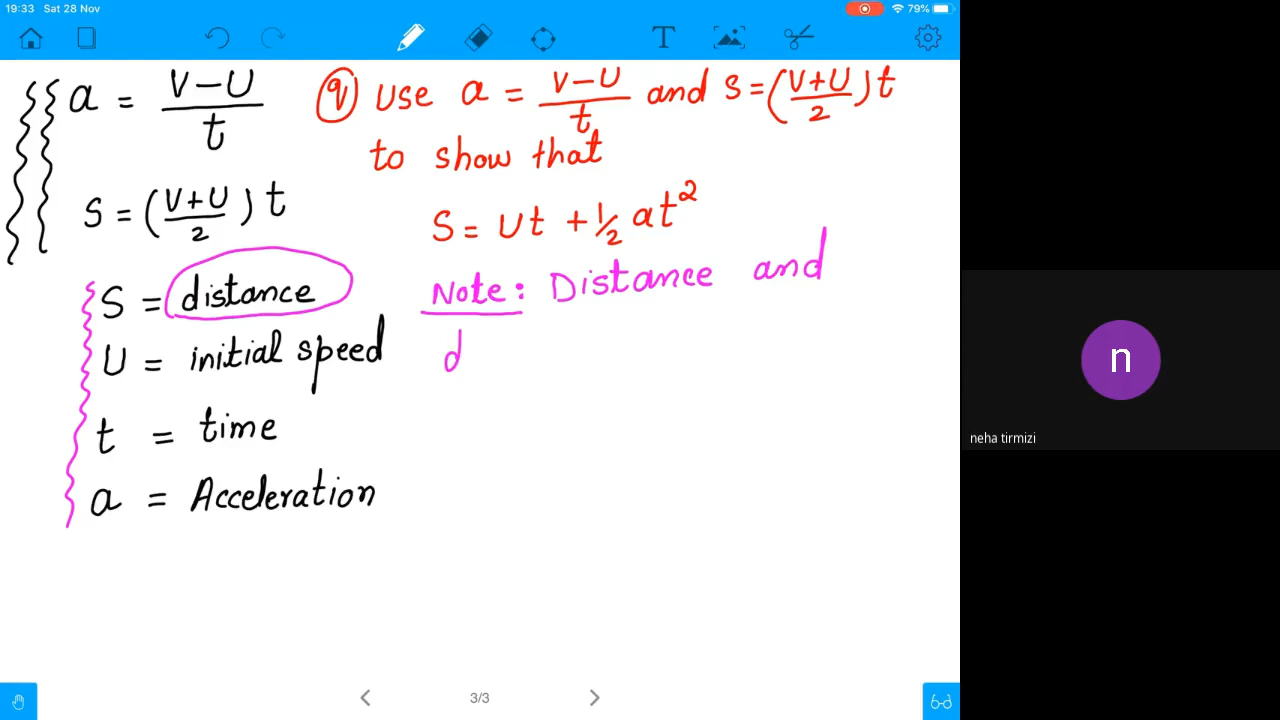 19:33 Sat 28 Nov
79%
T
a = V-U/t
S = (V+U/2) t
S = distance
U = initial speed
t = time
a = Acceleration
q Use a = V-U/t and S = (V+U/2) t
to show that
S = Ut + 1/2 at²
Note: Distance and
d
3/3
n
neha tirmizi